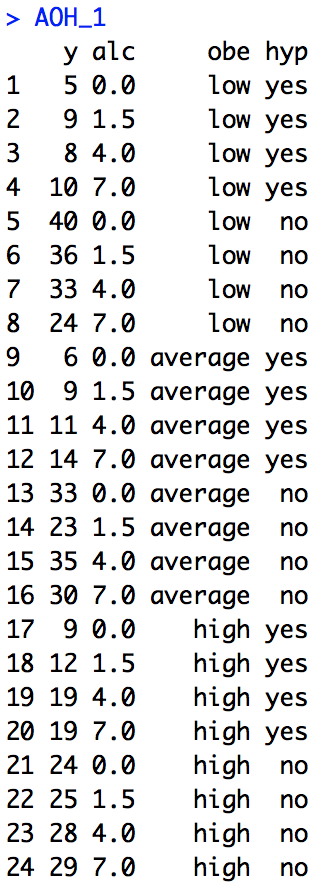 > AOH_1
y alc obe hyp
1 5 0.0 low yes
2 9 1.5 low yes
3 8 4.0 low yes
4 10 7.0 low yes
5 40 0.0 low no
6 36 1.5 low no
7 33 4.0 low no
8 24 7.0 low no
9 6 0.0 average yes
10 9 1.5 average yes
11 11 4.0 average yes
12 14 7.0 average yes
13 33 0.0 average no
14 23 1.5 average no
15 35 4.0 average no
16 30 7.0 average no
17 9 0.0 high yes
18 12 1.5 high yes
19 19 4.0 high yes
20 19 7.0 high yes
21 24 0.0 high no
22 25 1.5 high no
23 28 4.0 high no
24 29 7.0 high no